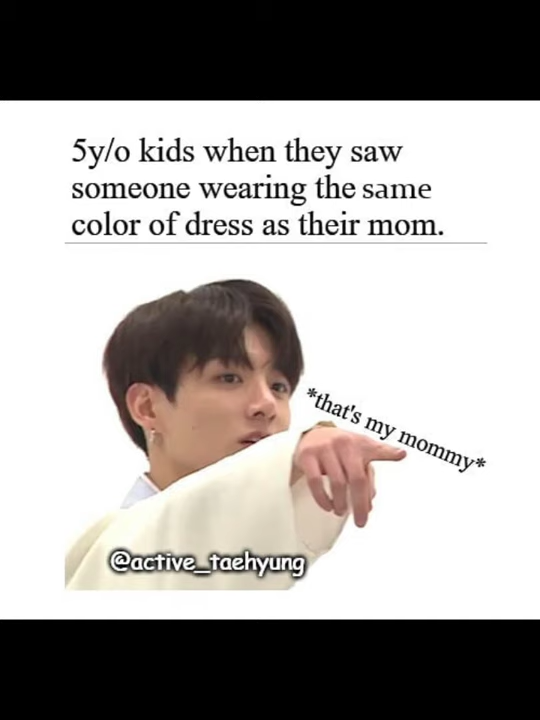 5y/o kids when they saw
someone wearing the same
color of dress as their mom.
*that's my mommy*
@active_taehyung